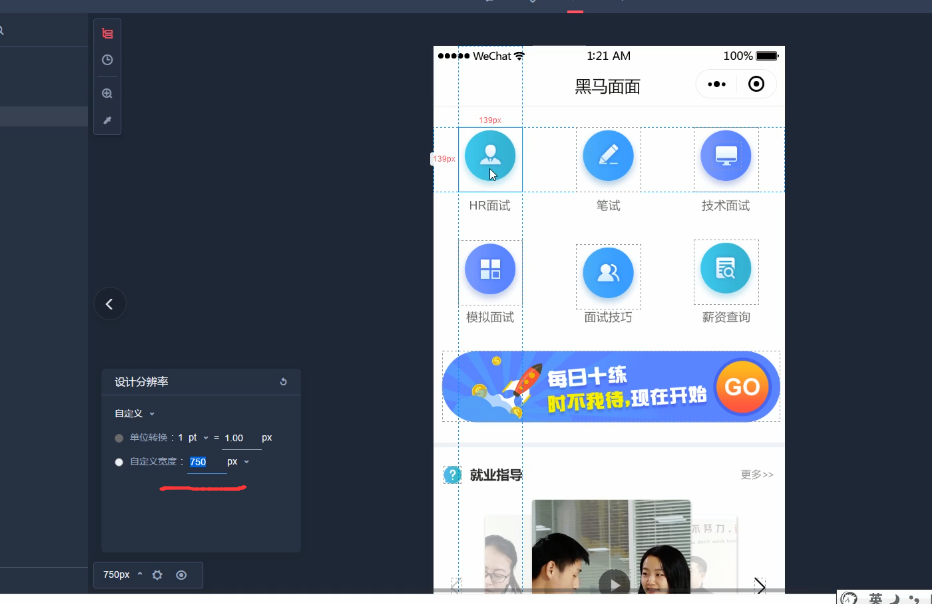 WeChat
1:21 AM
100%
黑马面面
139px
139px
HR面试
笔试
技术面试
模拟面试
面试技巧
薪资查询
每日十练
时不我待,现在开始
GO
?
就业指导
更多>>
不努力,
设计分辨率
自定义
单位转换: 1 pt = 1.00 px
自定义宽度: 750 px
750px
英